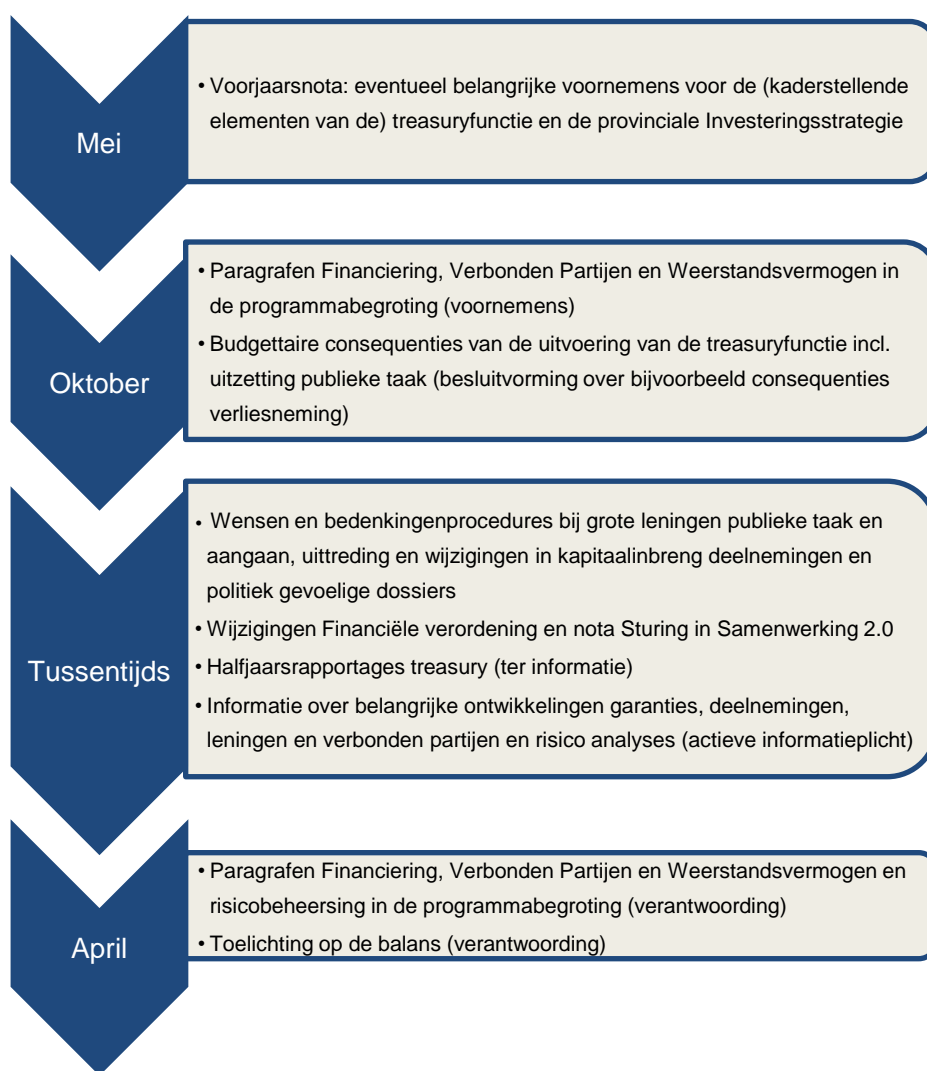 Mei
• Voorjaarsnota: eventueel belangrijke voornemens voor de (kaderstellende
elementen van de) treasuryfunctie en de provinciale Investeringsstrategie
Oktober
• Paragrafen Financiering, Verbonden Partijen en Weerstandsvermogen in
de programmabegroting (voornemens)
• Budgettaire consequenties van de uitvoering van de treasuryfunctie incl.
uitzetting publieke taak (besluitvorming over bijvoorbeeld consequenties
verliesneming)
Tussentijds
• Wensen en bedenkingenprocedures bij grote leningen publieke taak en
aangaan, uittreding en wijzigingen in kapitaalinbreng deelnemingen en
politiek gevoelige dossiers
• Wijzigingen Financiële verordening en nota Sturing in Samenwerking 2.0
• Halfjaarsrapportages treasury (ter informatie)
• Informatie over belangrijke ontwikkelingen garanties, deelnemingen,
leningen en verbonden partijen en risico analyses (actieve informatieplicht)
April
• Paragrafen Financiering, Verbonden Partijen en Weerstandsvermogen en
risicobeheersing in de programmabegroting (verantwoording)
• Toelichting op de balans (verantwoording)